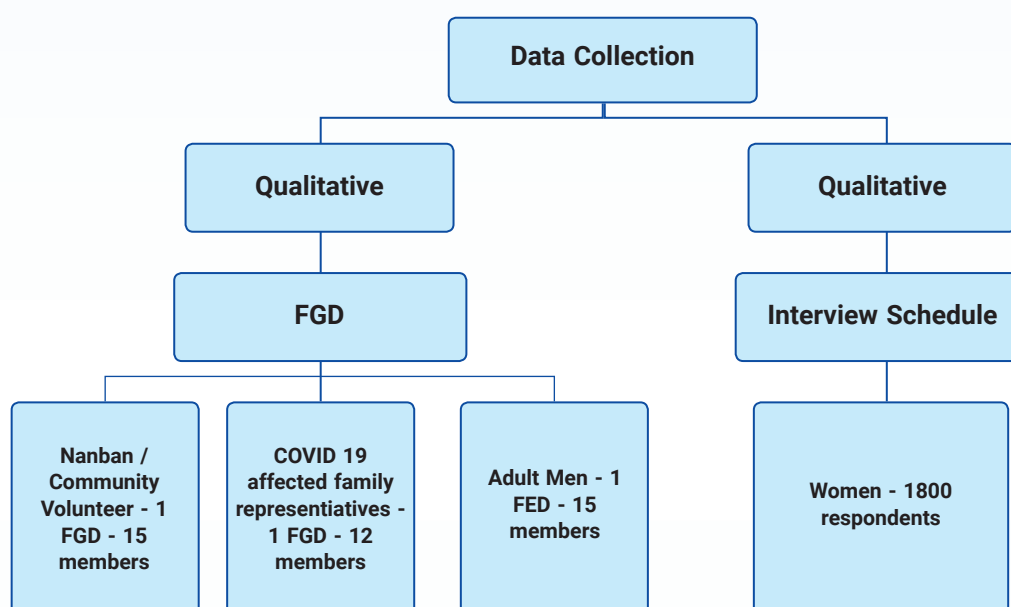 Data Collection
Qualitative
Qualitative
FGD
Interview Schedule
Nanban /
Community
Volunteer - 1
FGD - 15
members
COVID 19
affected family
representiatives -
1 FGD - 12
members
Adult Men - 1
FED - 15
members
Women - 1800
respondents